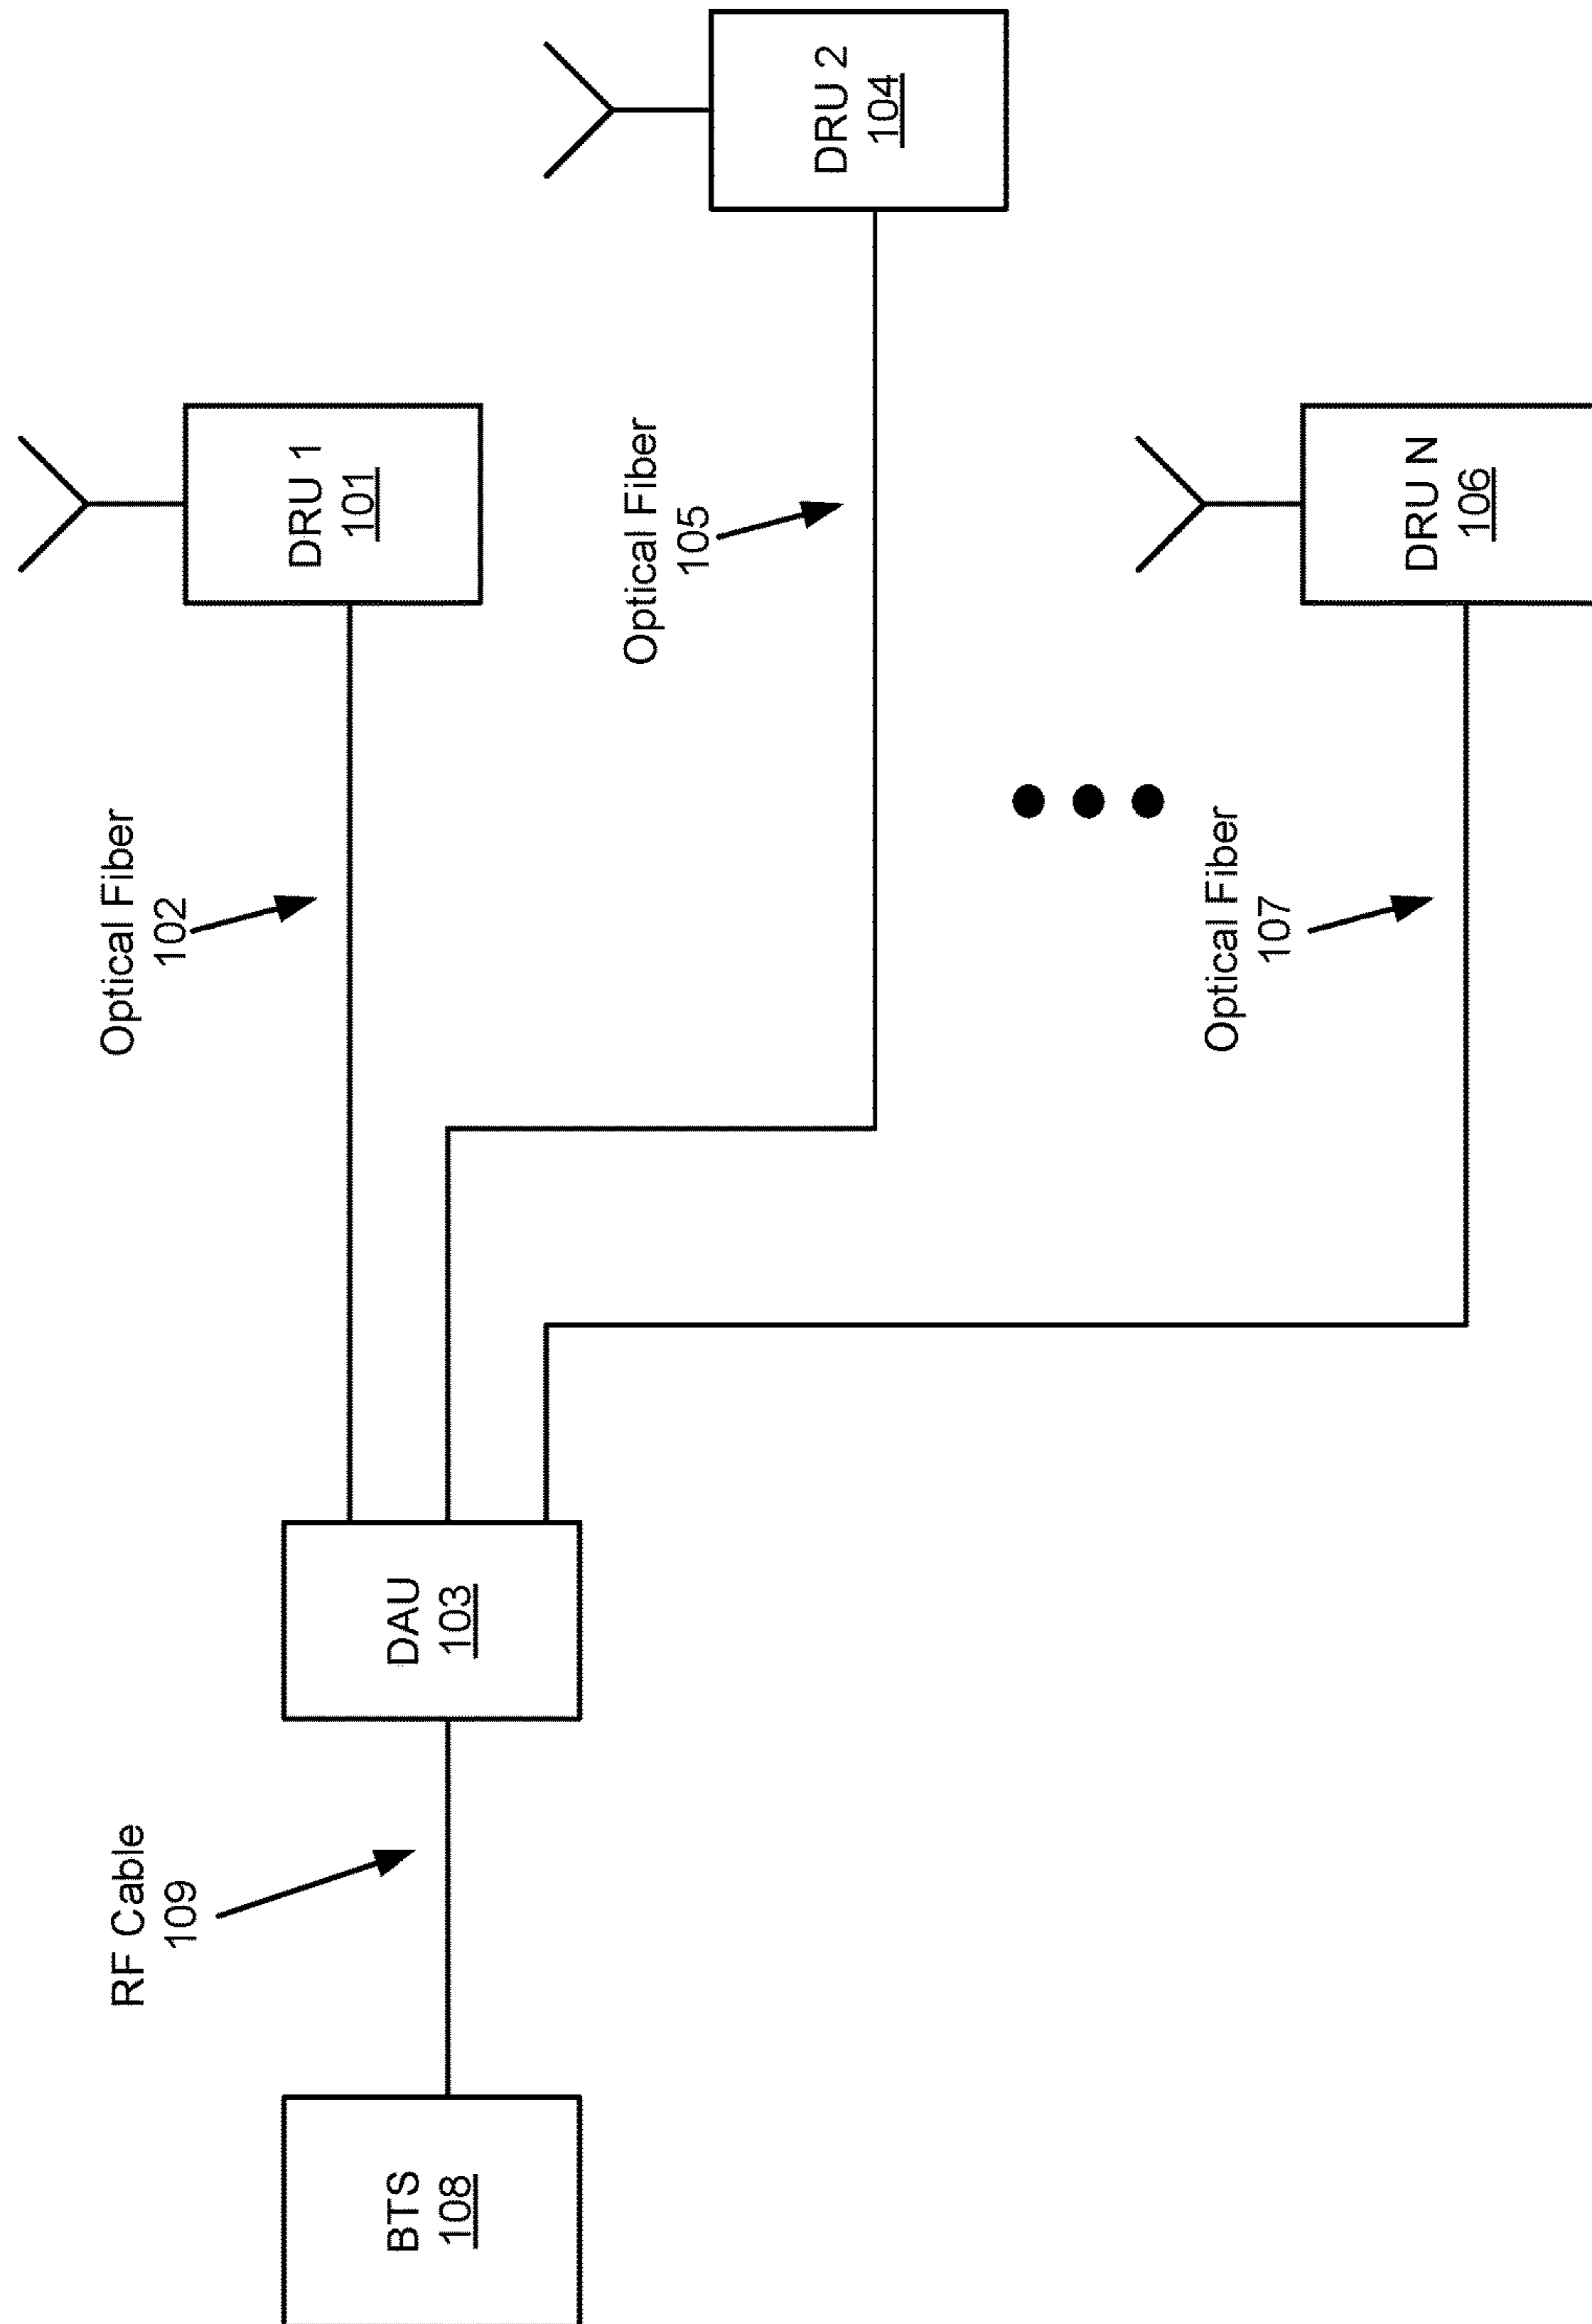 Optical Fiber
102
DRU 1
101
Optical Fiber
105
DRU 2
104
RF Cable
109
BTS
108
DAU
103
Optical Fiber
107
DRU N
106